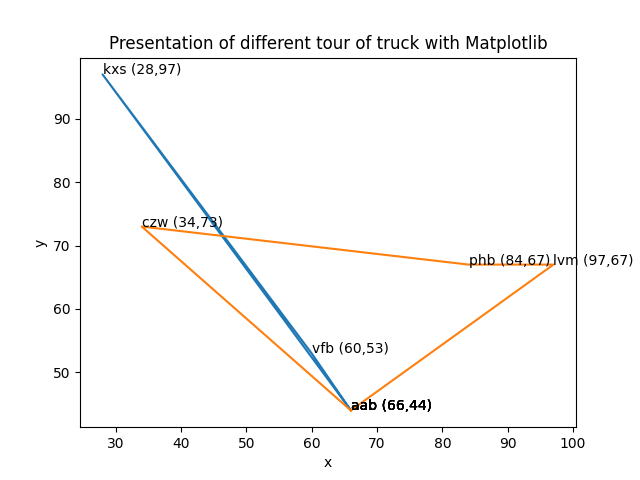 Presentation of different tour of truck with Matplotlib
kxs (28,97)
czw (34,73)
phb (84,67)
lvm (97,67)
vfb (60,53)
aab (66,44)
90
80
70
60
50
y
30 40 50 60 70 80 90 100
x